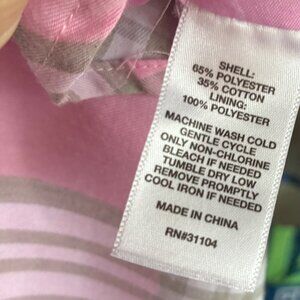 SHELL:
65% POLYESTER
35% COTTON
LINING:
100% POLYESTER
MACHINE WASH COLD
GENTLE CYCLE
ONLY NON-CHLORINE
BLEACH IF NEEDED
TUMBLE DRY LOW
REMOVE PROMPTLY
COOL IRON IF NEEDED
MADE IN CHINA
RN#31104